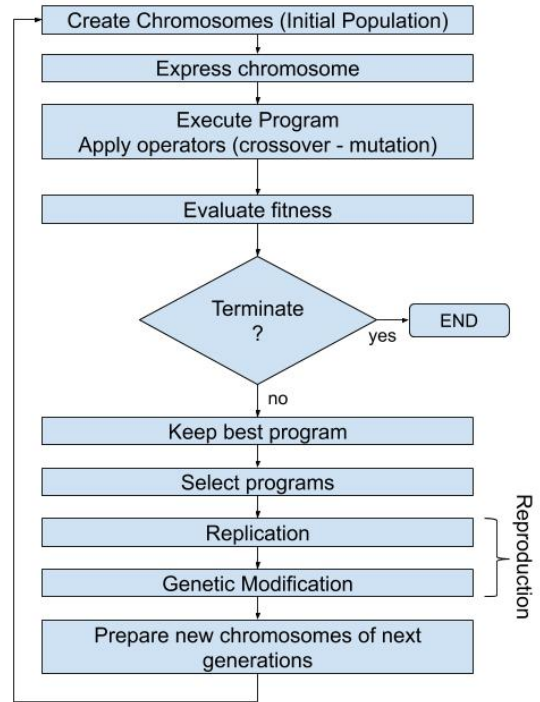 Create Chromosomes (Initial Population)
Express chromosome
Execute Program
Apply operators (crossover - mutation)
Evaluate fitness
Terminate
?
yes
END
no
Keep best program
Select programs
Replication
Genetic Modification
Reproduction
Prepare new chromosomes of next
generations